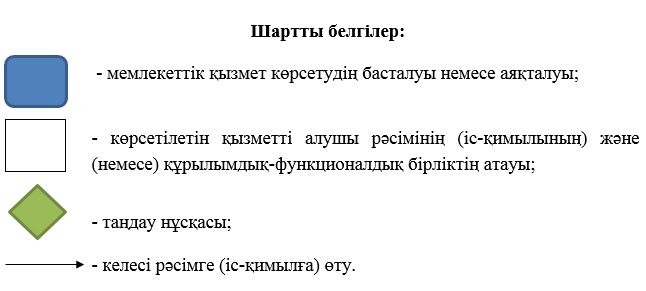 Шартты белгілер:
- мемлекеттік қызмет көрсетудің басталуы немесе аяқталуы;
- көрсетілетін қызметті алушы рәсімінің (іс-қимылының) және
(немесе) құрылымдық-функционалдық бірліктің атауы;
- таңдау нұсқасы;
- келесі рәсімге (іс-қимылға) өту.